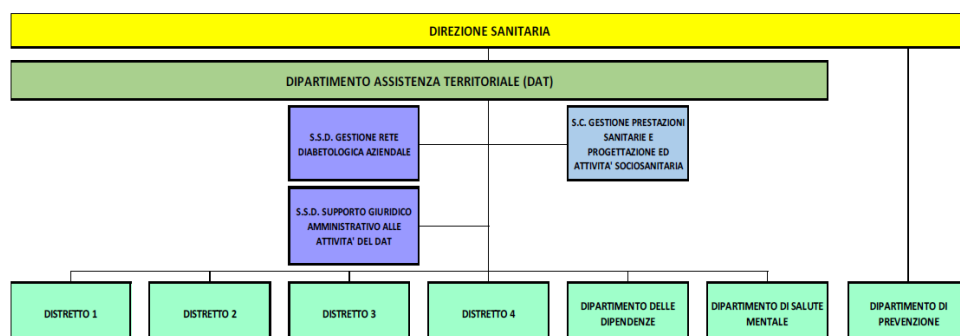 DIREZIONE SANITARIA
DIPARTIMENTO ASSISTENZA TERRITORIALE (DAT)
S.S.D. GESTIONE RETE
DIABETOLOGICA AZIENDALE
S.C. GESTIONE PRESTAZIONI
SANITARIE E
PROGETTAZIONE ED
ATTIVITA' SOCIOSANITARIA
S.S.D. SUPPORTO GIURIDICO
AMMINISTRATIVO ALLE
ATTIVITA' DEL DAT
DISTRETTO 1
DISTRETTO 2
DISTRETTO 3
DISTRETTO 4
DIPARTIMENTO DELLE
DIPENDENZE
DIPARTIMENTO DI SALUTE
MENTALE
DIPARTIMENTO DI
PREVENZIONE